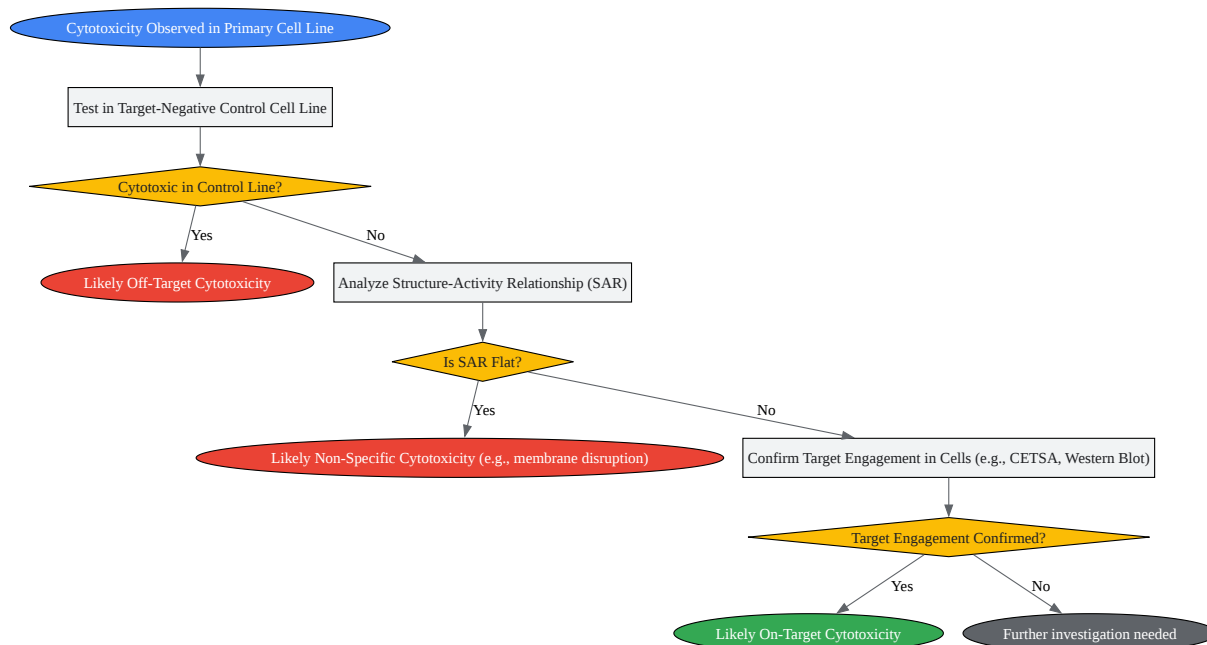 Cytotoxicity Observed in Primary Cell Line
Test in Target-Negative Control Cell Line
Cytotoxic in Control Line?
Yes
No
Likely Off-Target Cytotoxicity
Analyze Structure-Activity Relationship (SAR)
Is SAR Flat?
Yes
No
Likely Non-Specific Cytotoxicity (e.g., membrane disruption)
Confirm Target Engagement in Cells (e.g., CETSA, Western Blot)
Target Engagement Confirmed?
Yes
No
Likely On-Target Cytotoxicity
Further investigation needed